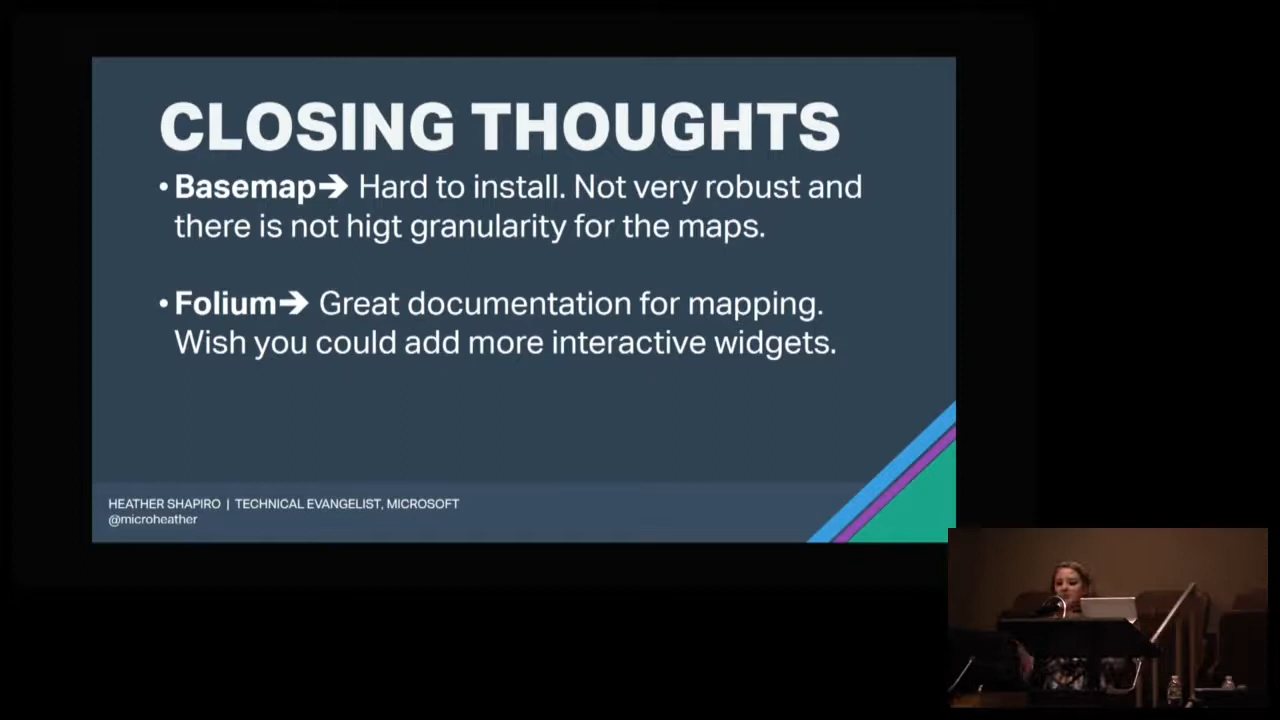 CLOSING THOUGHTS
• Basemap➔ Hard to install. Not very robust and
there is not higt granularity for the maps.
• Folium➔ Great documentation for mapping.
Wish you could add more interactive widgets.
HEATHER SHAPIRO | TECHNICAL EVANGELIST, MICROSOFT
@microheather